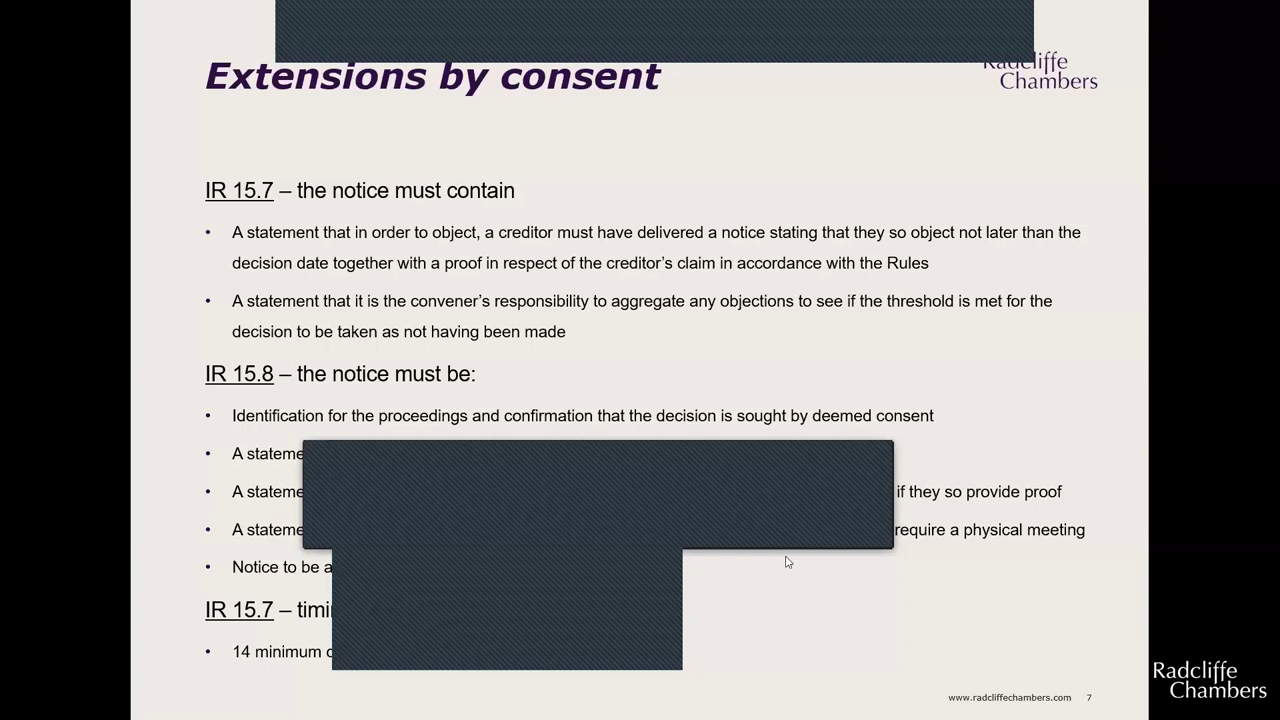 Extensions by consent
Radcliffe
Chambers
IR 15.7 – the notice must contain
• A statement that in order to object, a creditor must have delivered a notice stating that they so object not later than the
decision date together with a proof in respect of the creditor's claim in accordance with the Rules
• A statement that it is the convener's responsibility to aggregate any objections to see if the threshold is met for the
decision to be taken as not having been made
IR 15.8 – the notice must be:
• Identification for the proceedings and confirmation that the decision is sought by deemed consent
• A
• A if they so provide proof
• A require a physical meeting
• Notice to be
IR 15.7 –
• 14 minimum
www.radcliffechambers.com 7
Radcliffe
Chambers